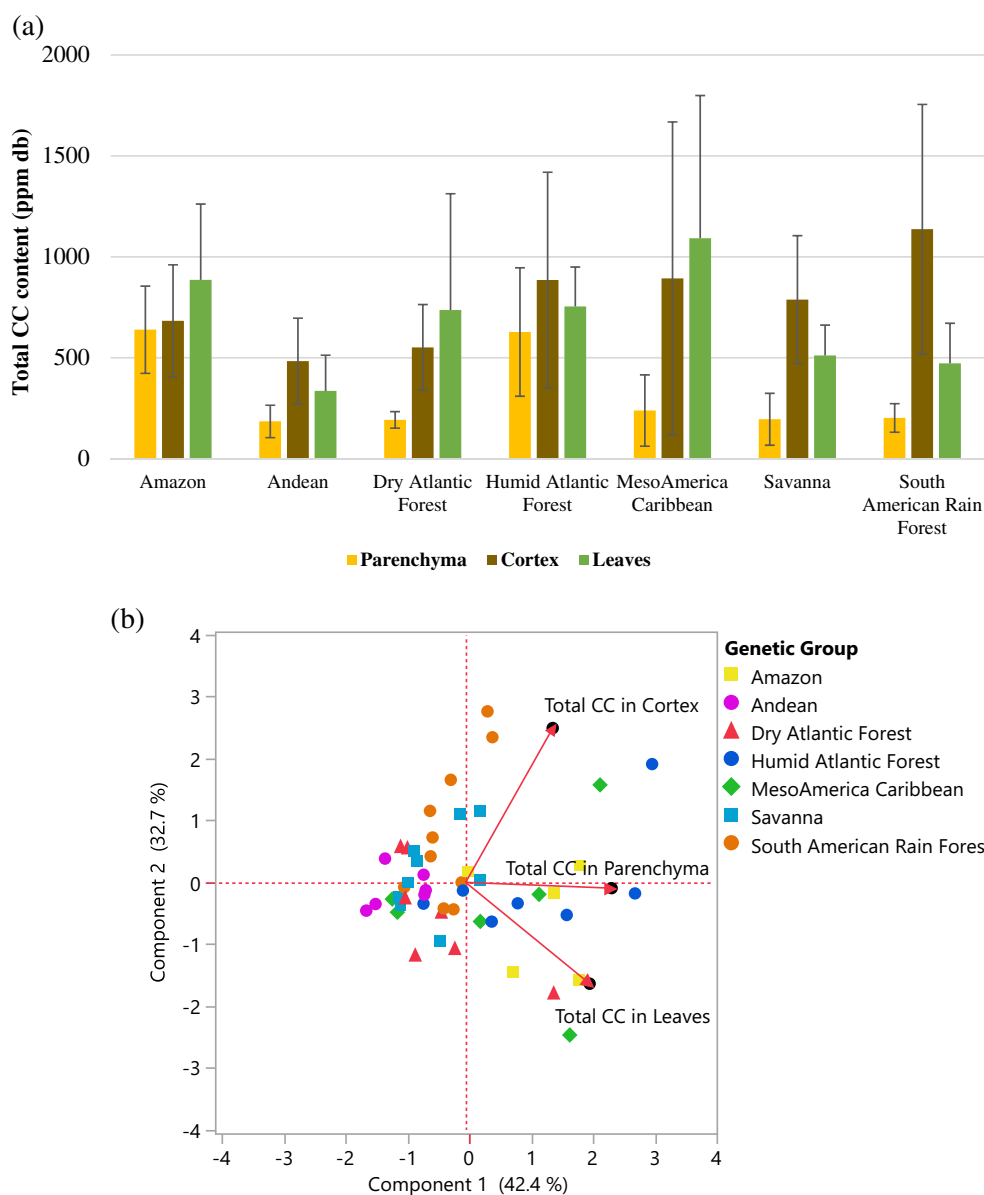 (a)
Total CC content (ppm db)
2000
1500
1000
500
0
Amazon
Andean
Dry Atlantic
Forest
Humid Atlantic
Forest
MesoAmerica
Caribbean
Savanna
South
American Rain
Forest
Parenchyma Cortex Leaves
(b)
Component 2 (32.7 %)
4
3
2
1
0
-1
-2
-3
-4
Total CC in Cortex
Total CC in Parenchyma
Total CC in Leaves
-4 -3 -2 -1 0 1 2 3 4
Component 1 (42.4 %)
Genetic Group
Amazon
Andean
Dry Atlantic Forest
Humid Atlantic Forest
MesoAmerica Caribbean
Savanna
South American Rain Fores